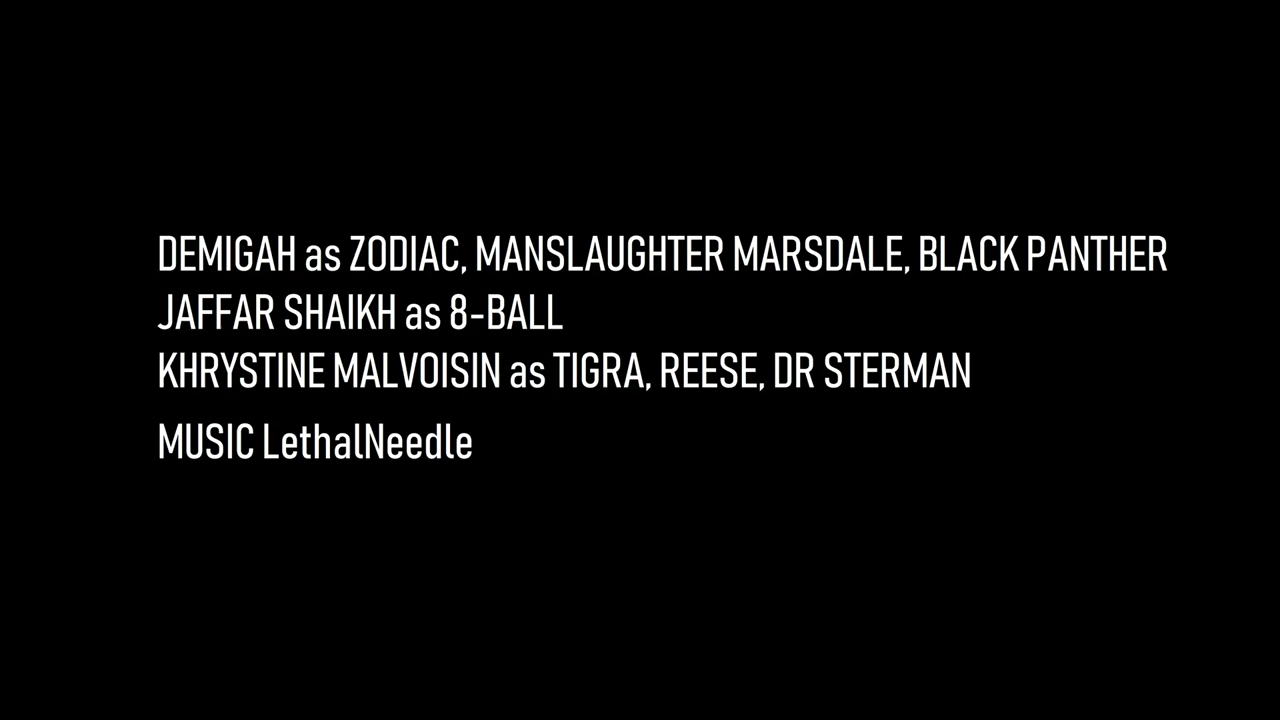 DEMIGAH as ZODIAC, MANSLAUGHTER MARSDALE, BLACK PANTHER
JAFFAR SHAIKH as 8-BALL
KHRYSTINE MALVOISIN as TIGRA, REESE, DR STERMAN
MUSIC LethalNeedle